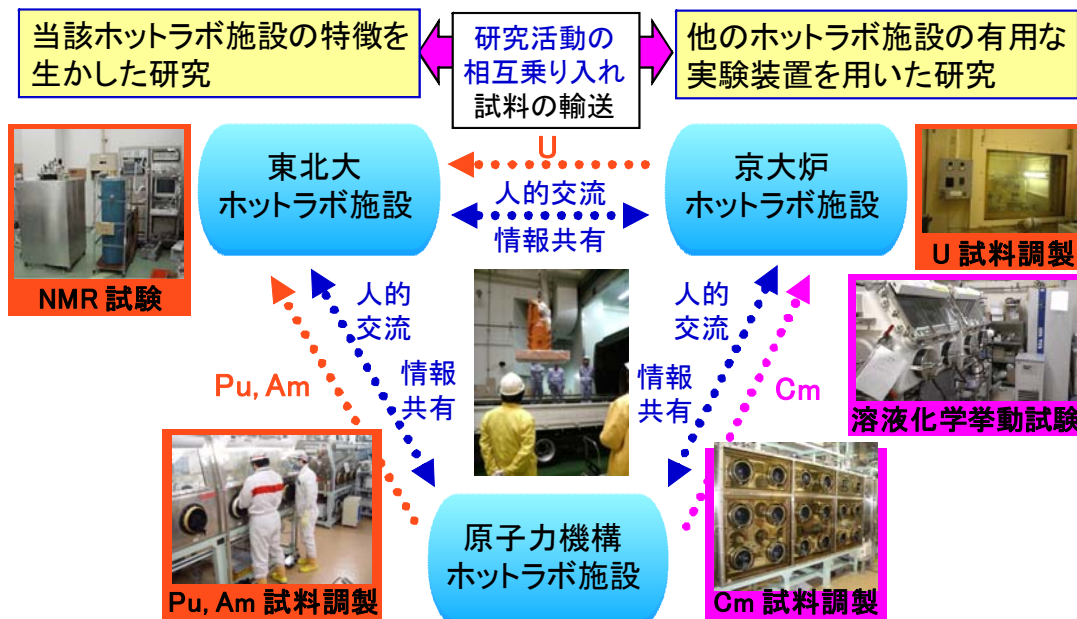 当該ホットラボ施設の特徴を
生かした研究
研究活動の
相互乗り入れ
試料の輸送
他のホットラボ施設の有用な
実験装置を用いた研究
東北大
ホットラボ施設
U
人的交流
情報共有
京大炉
ホットラボ施設
NMR 試験
U 試料調製
人的
交流
情報
共有
Pu, Am
人的
交流
情報
共有
Cm
溶液化学挙動試験
原子力機構
ホットラボ施設
Pu, Am 試料調製
Cm 試料調製